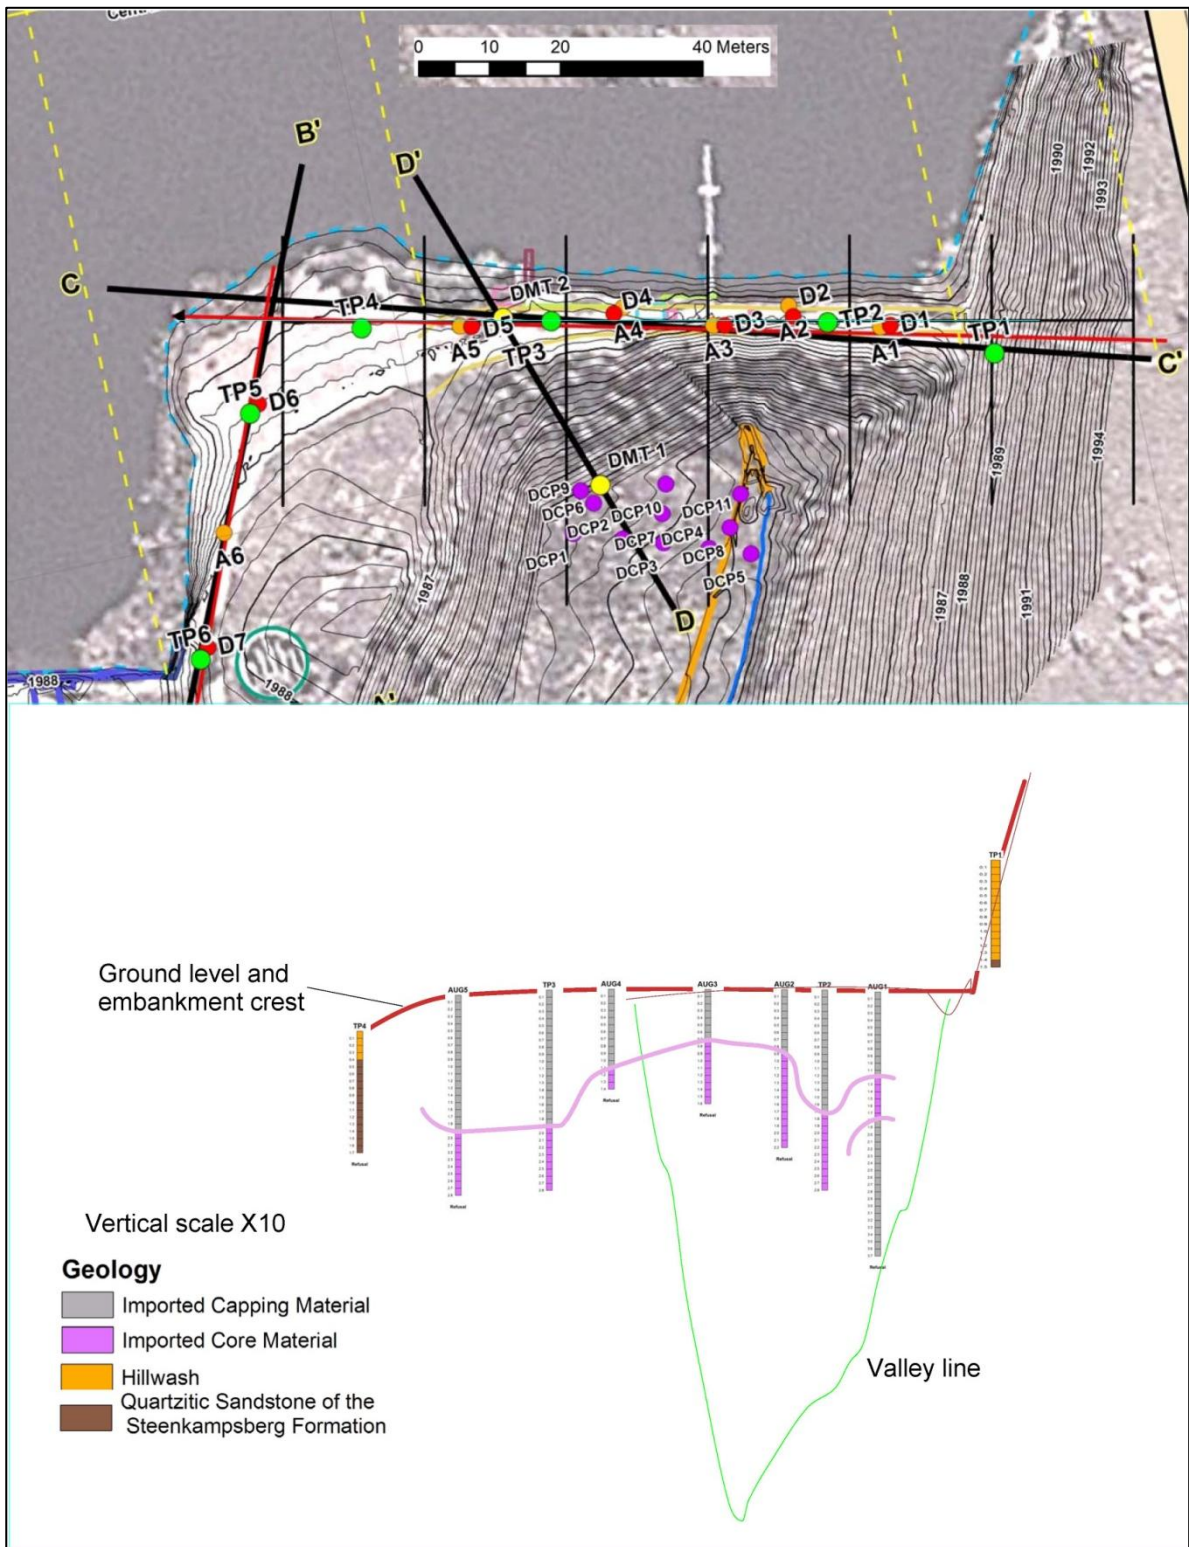 Cent
0 10 20 40 Meters
B'
D'
C
1990
1992
1993
TP4
DMT 2
D4
D2
D5
A5
A4
D3
A3
A2
TP2
D1
A1
TP1
C'
TP3
TP5
D6
DMT 1
1989
1994
DCP9
DCP6
DCP10
DCP11
DCP2
DCP7
DCP4
DCP1
DCP3
DCP8
DCP5
A6
1987
1987
1988
1991
D
TP6
D7
1988
1988
A'
TP1
Ground level and
embankment crest
AUG5
TP3
AUG4
AUG3
AUG2
TP2
AUG1
TP4
Refusal
Refusal
Refusal
Refusal
Refusal
Vertical scale X10
Geology
Imported Capping Material
Imported Core Material
Hillwash
Quartzitic Sandstone of the
Steenkampsberg Formation
Valley line